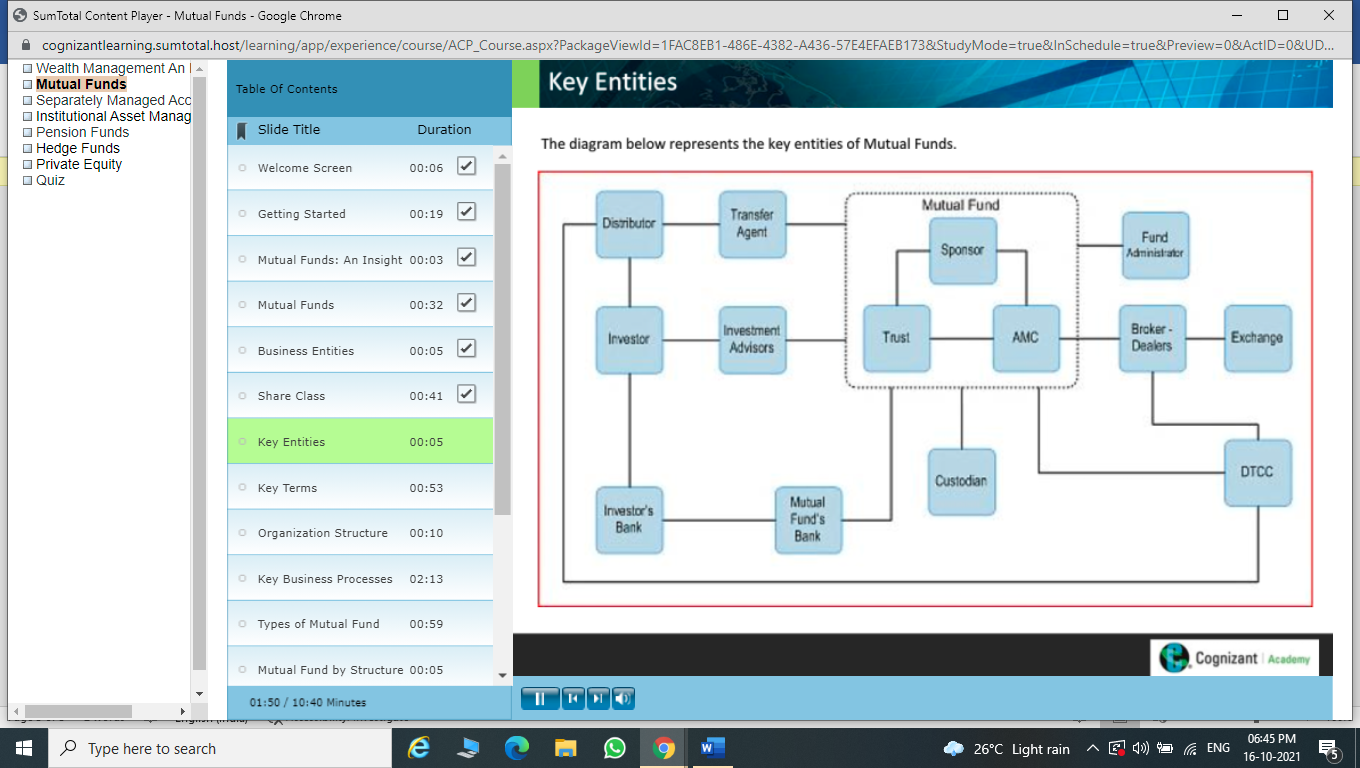 SumTotal Content Player - Mutual Funds - Google Chrome
cognizantlearning.sumtotal.host/learning/app/experience/course/ACP_Course.aspx?PackageViewId=1FAC8EB1-486E-4382-A436-57E4EFAEB173&StudyMode=true&InSchedule=true&Preview=0&ActID=0&UD...
Wealth Management An
Mutual Funds
Separately Managed Acc
Institutional Asset Manag
Pension Funds
Hedge Funds
Private Equity
Quiz
Table Of Contents
Slide Title Duration
Welcome Screen 00:06
Getting Started 00:19
Mutual Funds: An Insight 00:03
Mutual Funds 00:32
Business Entities 00:05
Share Class 00:41
Key Entities 00:05
Key Terms 00:53
Organization Structure 00:10
Key Business Processes 02:13
Types of Mutual Fund 00:59
Mutual Fund by Structure 00:05
01:50 / 10:40 Minutes
Key Entities
The diagram below represents the key entities of Mutual Funds.
Distributor
Transfer
Agent
Mutual Fund
Sponsor
Fund
Administrator
Investor
Investment
Advisors
Trust
AMC
Broker -
Dealers
Exchange
Investor's
Bank
Mutual
Fund's
Bank
Custodian
DTCC
Cognizant | Academy
Type here to search
26°C Light rain
ENG
06:45 PM
16-10-2021
5